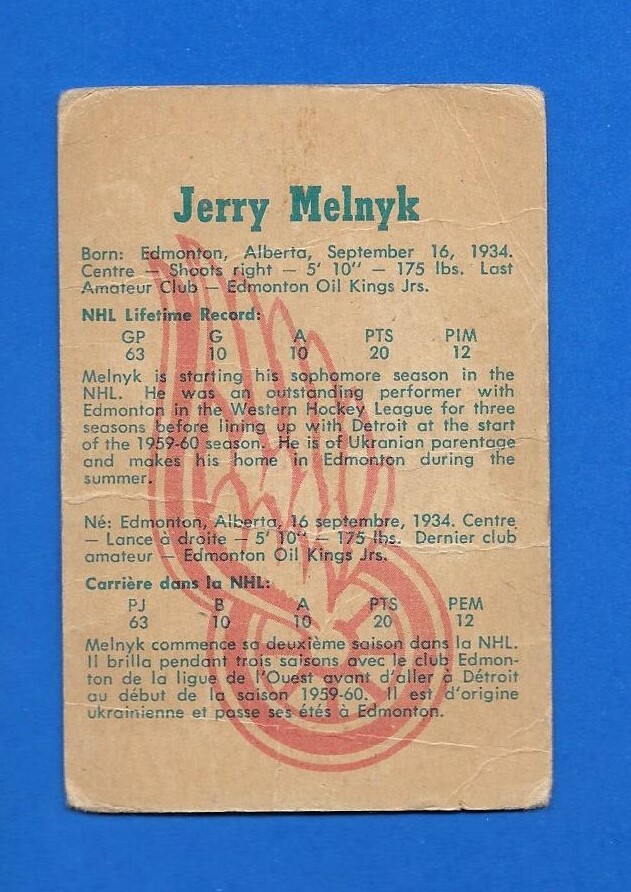 Jerry Melnyk
Born: Edmonton, Alberta, September 16, 1934.
Centre — Shoots right — 5' 10" — 175 lbs. Last
Amateur Club — Edmonton Oil Kings Jrs.
NHL Lifetime Record:
GP G A PTS PIM
63 10 10 20 12
Melnyk is starting his sophomore season in the
NHL. He was an outstanding performer with
Edmonton in the Western Hockey League for three
seasons before lining up with Detroit at the start
of the 1959-60 season. He is of Ukranian parentage
and makes his home in Edmonton during the
summer.
Né: Edmonton, Alberta, 16 septembre, 1934. Centre
— Lance à droite — 5' 10" — 175 lbs. Dernier club
amateur — Edmonton Oil Kings Jrs.
Carrière dans la NHL:
PJ B A PTS PEM
63 10 10 20 12
Melnyk commence sa deuxième saison dans la NHL.
Il brilla pendant trois saisons avec le club Edmon-
ton de la ligue de l'Ouest avant d'aller à Détroit
au début de la saison 1959-60. Il est d'origine
ukrainienne et passe ses étés à Edmonton.